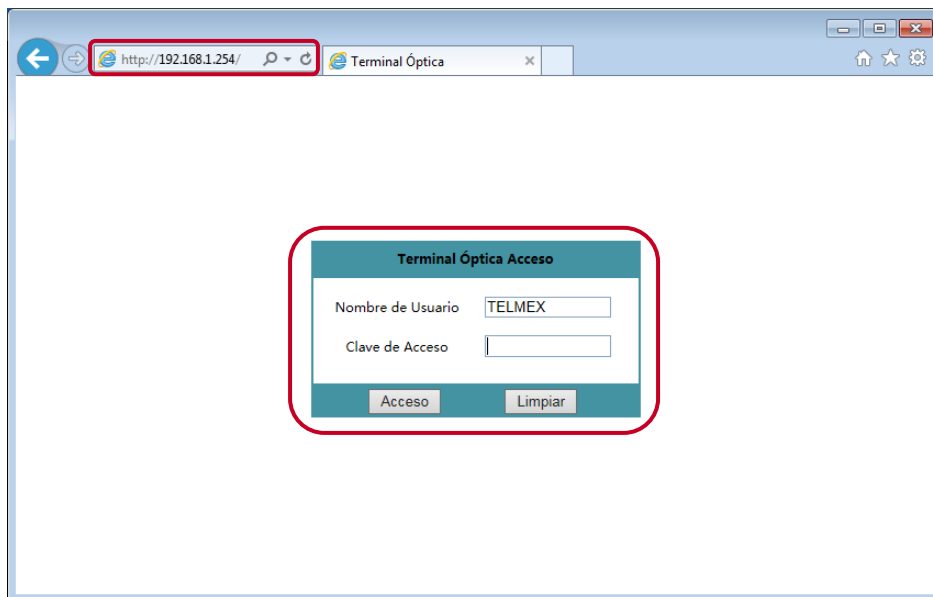 http://192.168.1.254/
Terminal Óptica
Terminal Óptica Acceso
Nombre de Usuario TELMEX
Clave de Acceso
Acceso Limpiar